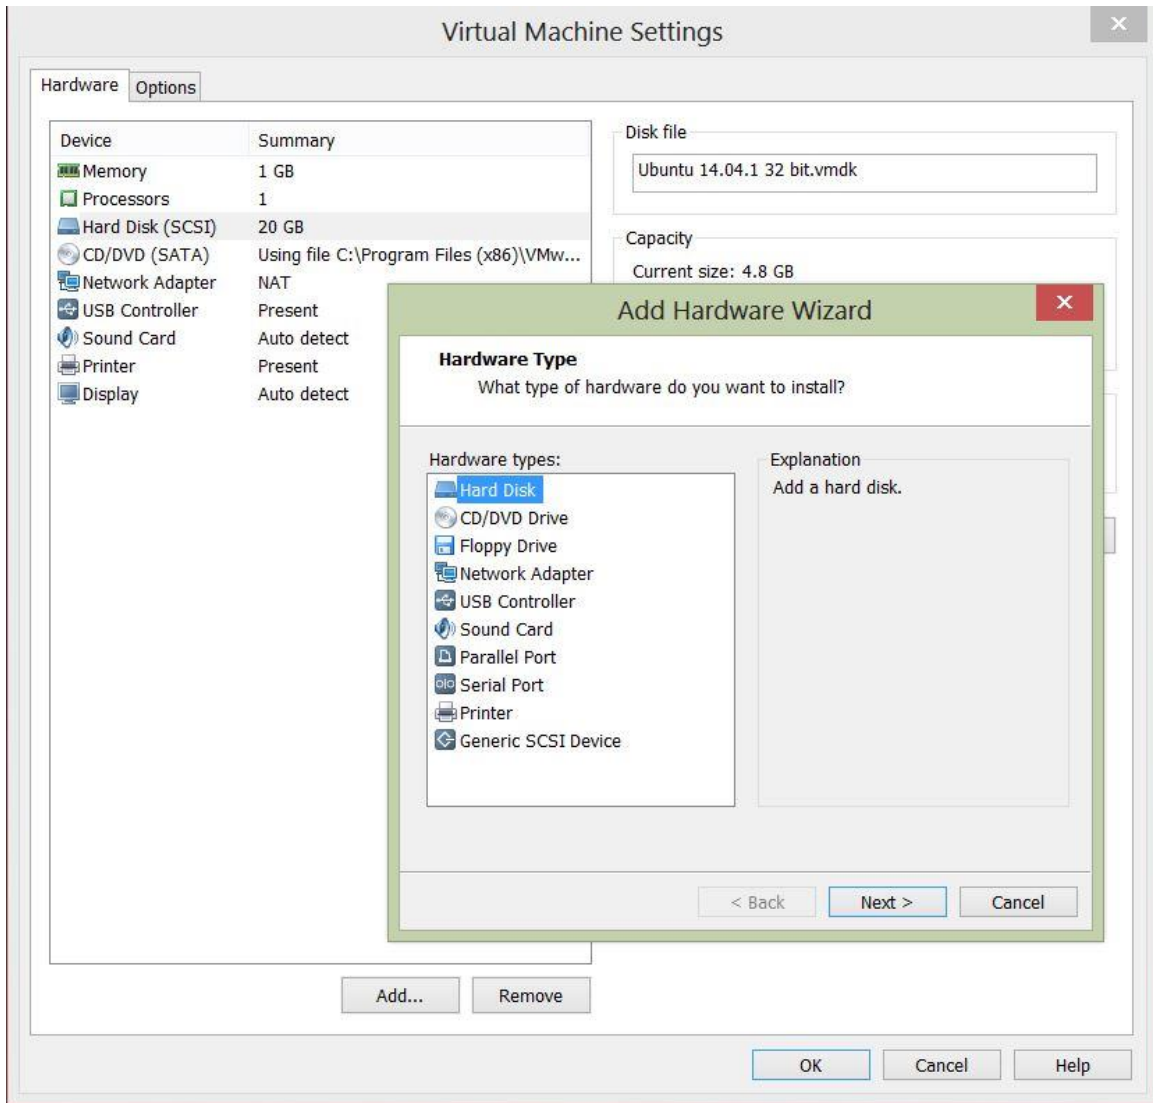 Virtual Machine Settings
Hardware Options
Device Summary
Memory 1 GB
Processors 1
Hard Disk (SCSI) 20 GB
CD/DVD (SATA) Using file C:\Program Files (x86)\VMw...
Network Adapter NAT
USB Controller Present
Sound Card Auto detect
Printer Present
Display Auto detect
Disk file
Ubuntu 14.04.1 32 bit.vmdk
Capacity
Current size: 4.8 GB
Add Hardware Wizard
Hardware Type
What type of hardware do you want to install?
Hardware types:
Hard Disk
CD/DVD Drive
Floppy Drive
Network Adapter
USB Controller
Sound Card
Parallel Port
Serial Port
Printer
Generic SCSI Device
Explanation
Add a hard disk.
< Back Next > Cancel
Add... Remove
OK Cancel Help